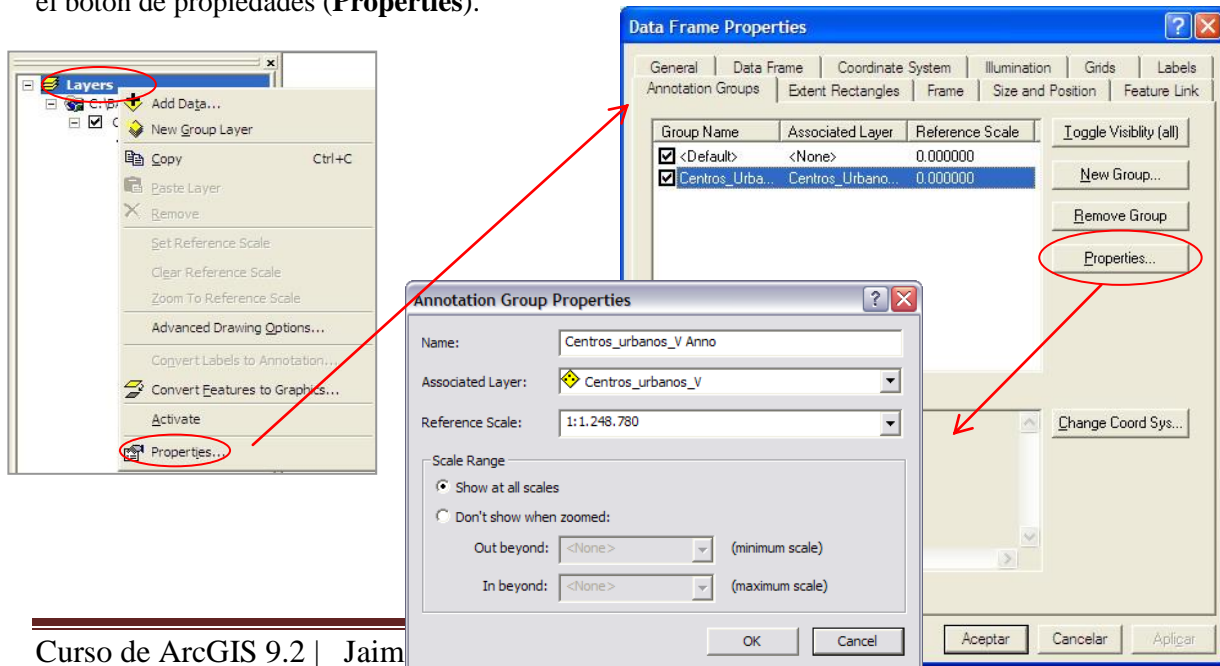 el botón de propiedades (Properties).
Layers
C:\B
C
Add Data...
New Group Layer
Copy Ctrl+C
Paste Layer
Remove
Set Reference Scale
Clear Reference Scale
Zoom To Reference Scale
Advanced Drawing Options...
Convert Labels to Annotation...
Convert Features to Graphics...
Activate
Properties...
Data Frame Properties
General Data Frame Coordinate System Illumination Grids Labels
Annotation Groups Extent Rectangles Frame Size and Position Feature Link
Group Name Associated Layer Reference Scale
<Default> <None> 0.000000
Centros_Urba... Centros_Urbano... 0.000000
Toggle Visiblity (all)
New Group...
Remove Group
Properties...
Change Coord Sys...
Aceptar Cancelar Aplicar
Annotation Group Properties
Name: Centros_urbanos_V Anno
Associated Layer: Centros_urbanos_V
Reference Scale: 1:1.248.780
Scale Range
Show at all scales
Don't show when zoomed:
Out beyond: <None> (minimum scale)
In beyond: <None> (maximum scale)
OK Cancel
Curso de ArcGIS 9.2 | Jaim